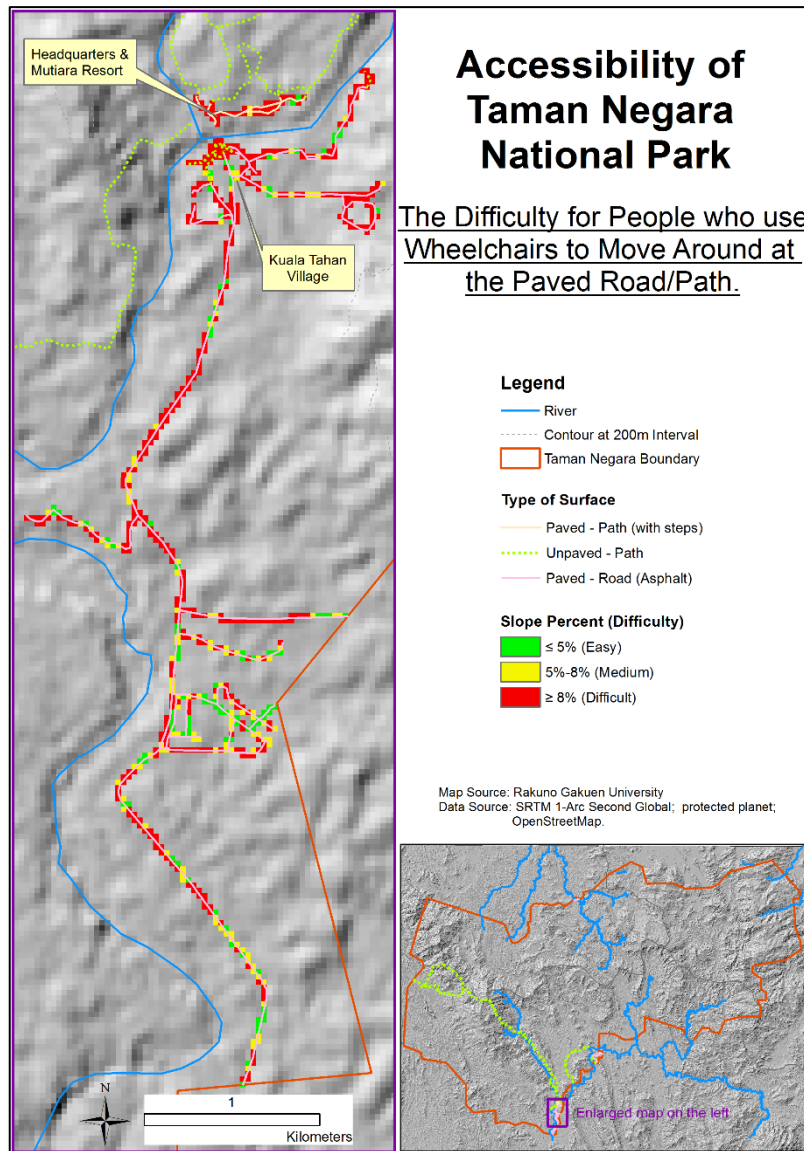 Headquarters &
Mutiara Resort
Kuala Tahan
Village
N
1
Kilometers
Accessibility of
Taman Negara
National Park
The Difficulty for People who use
Wheelchairs to Move Around at
the Paved Road/Path.
Legend
River
Contour at 200m Interval
Taman Negara Boundary
Type of Surface
Paved - Path (with steps)
Unpaved - Path
Paved - Road (Asphalt)
Slope Percent (Difficulty)
≤ 5% (Easy)
5%-8% (Medium)
≥ 8% (Difficult)
Map Source: Rakuno Gakuen University
Data Source: SRTM 1-Arc Second Global; protected planet;
OpenStreetMap.
Enlarged map on the left